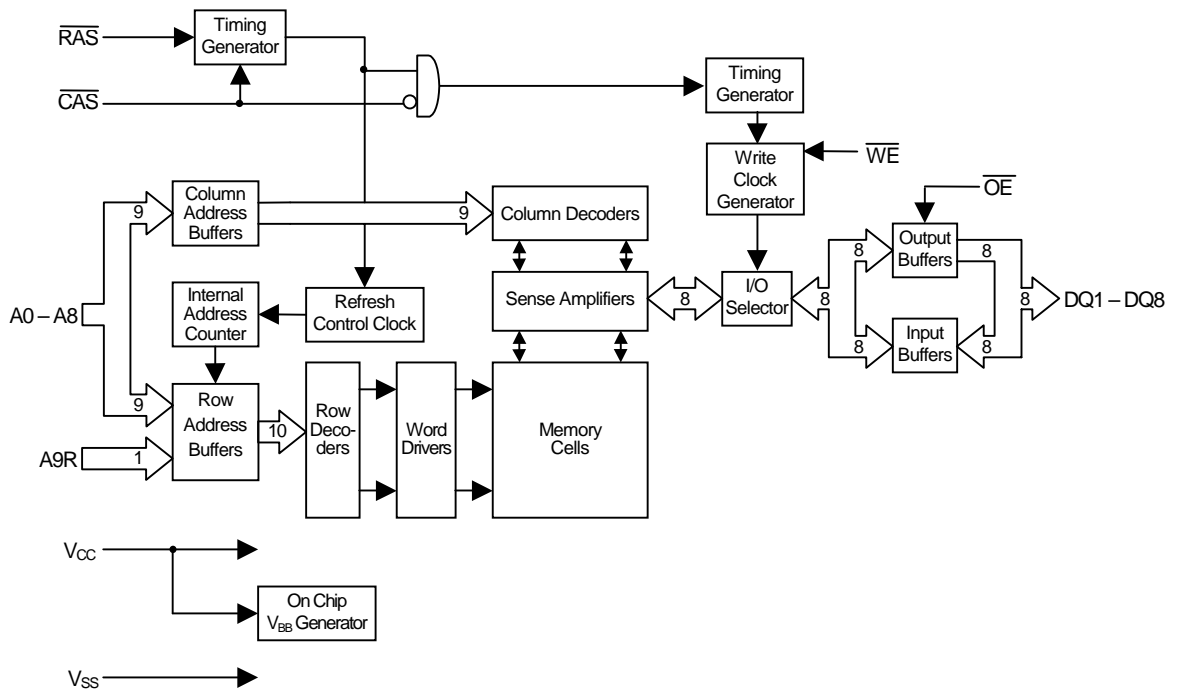 RAS
Timing
Generator
CAS
Timing
Generator
Write
Clock
Generator
WE
OE
Column
Address
Buffers
9
9
Column Decoders
Output
Buffers
8
8
A0 – A8
Internal
Address
Counter
Refresh
Control Clock
Sense Amplifiers
8
I/O
Selector
8
8
DQ1 – DQ8
Input
Buffers
8
8
9
Row
Address
Buffers
10
Row
Deco-
ders
Word
Drivers
Memory
Cells
A9R
1
VCC
On Chip
VBB Generator
VSS